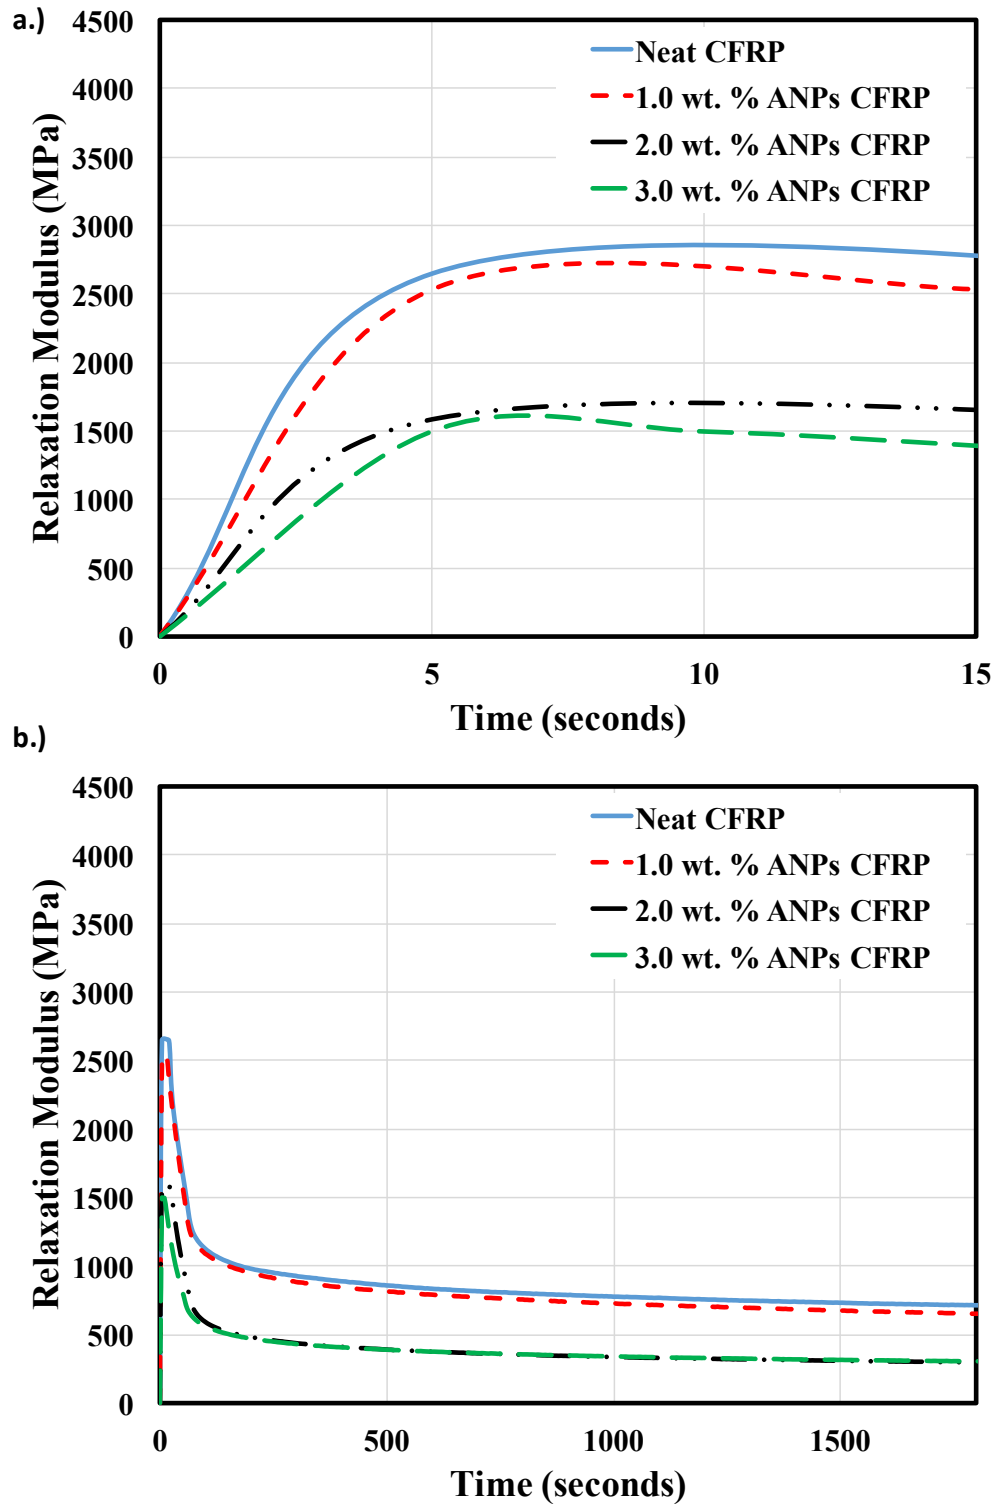 a.)
4500
4000
3500
3000
2500
2000
1500
1000
500
0
Relaxation Modulus (MPa)
Neat CFRP
1.0 wt. % ANPs CFRP
2.0 wt. % ANPs CFRP
3.0 wt. % ANPs CFRP
0 5 10 15
Time (seconds)
b.)
4500
4000
3500
3000
2500
2000
1500
1000
500
0
Relaxation Modulus (MPa)
Neat CFRP
1.0 wt. % ANPs CFRP
2.0 wt. % ANPs CFRP
3.0 wt. % ANPs CFRP
0 500 1000 1500
Time (seconds)